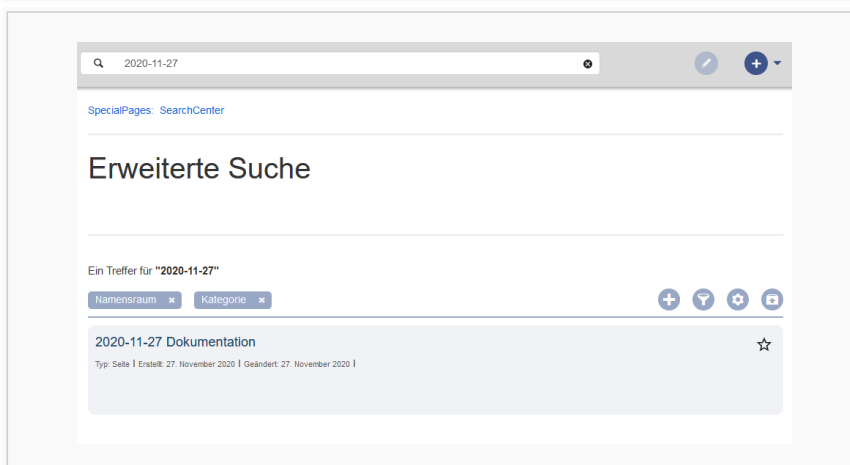 2020-11-27
SpecialPages: SearchCenter
Erweiterte Suche
Ein Treffer für "2020-11-27"
Namensraum × Kategorie ×
2020-11-27 Dokumentation
Typ: Seite | Erstellt: 27. November 2020 | Geändert: 27. November 2020 |